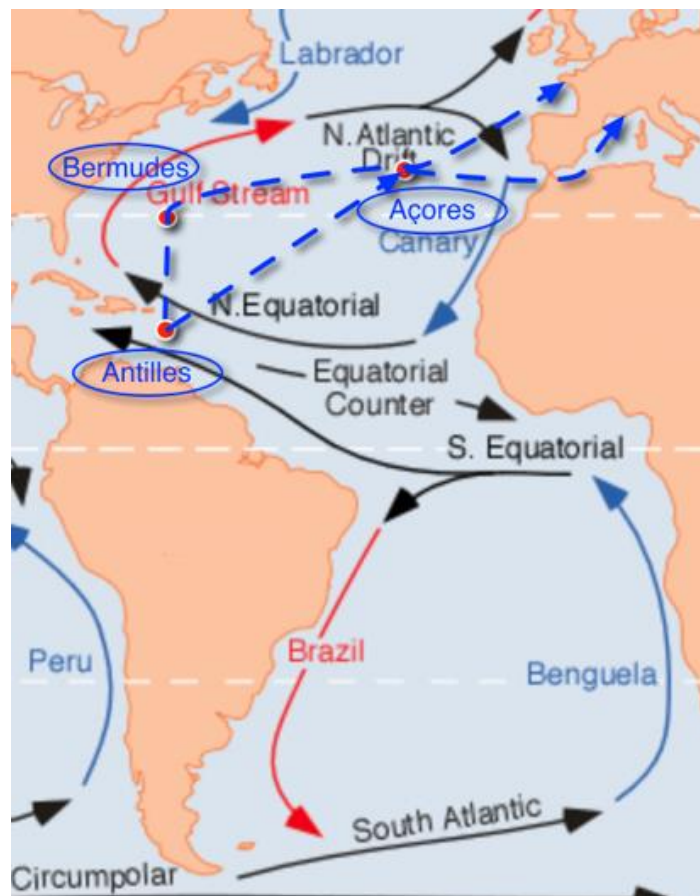 Labrador
N. Atlantic
Drift
Bermudes
Gulf Stream
Açores
Canary
N. Equatorial
Antilles
Equatorial
Counter
S. Equatorial
Peru
Brazil
Benguela
South Atlantic
Circumpolar